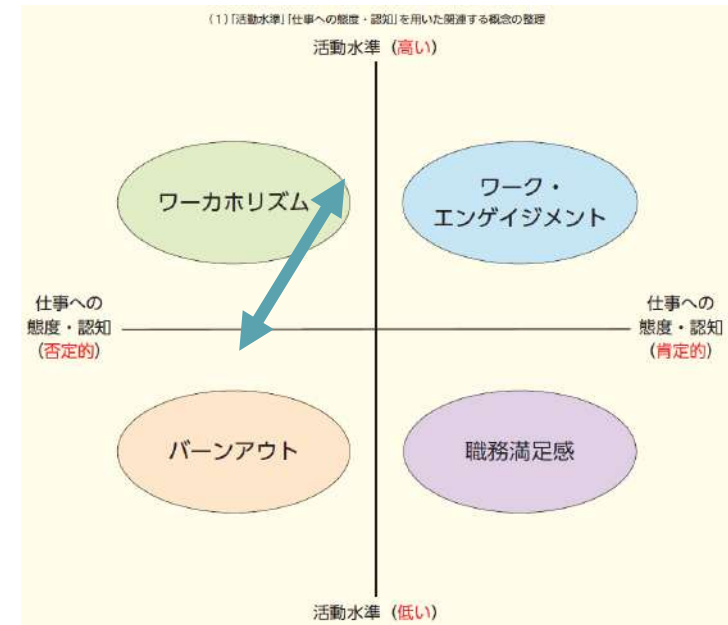 (1)「活動水準」「仕事への態度・認知」を用いた関連する概念の整理
活動水準（高い）
ワーカホリズム
ワーク・
エンゲイジメント
仕事への
態度・認知
（否定的）
仕事への
態度・認知
（肯定的）
バーンアウト
職務満足感
活動水準（低い）